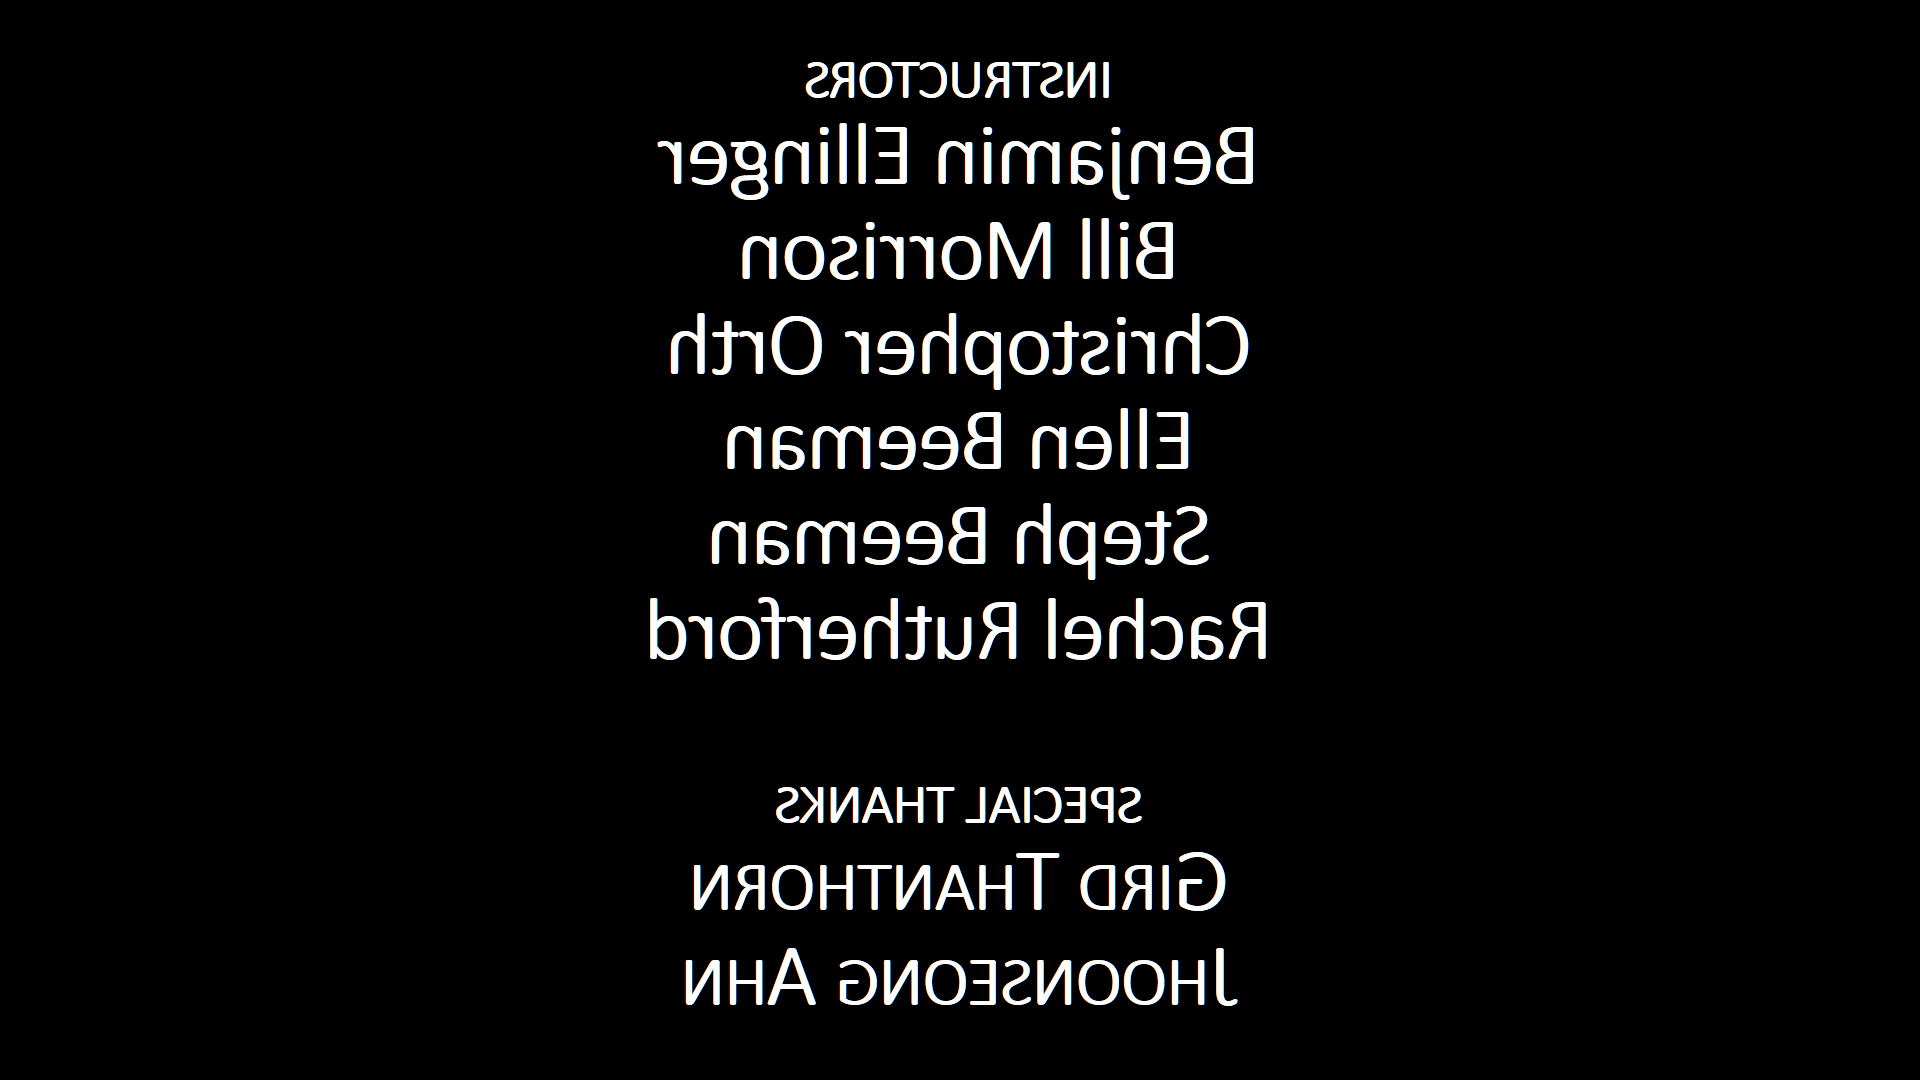 INSTRUCTORS
Benjamin Ellinger
Bill Morrison
Christopher Orth
Ellen Beeman
Steph Beeman
Rachel Rutherford
SPECIAL THANKS
GIRD THANTHORN
JHOONSEONG AHN